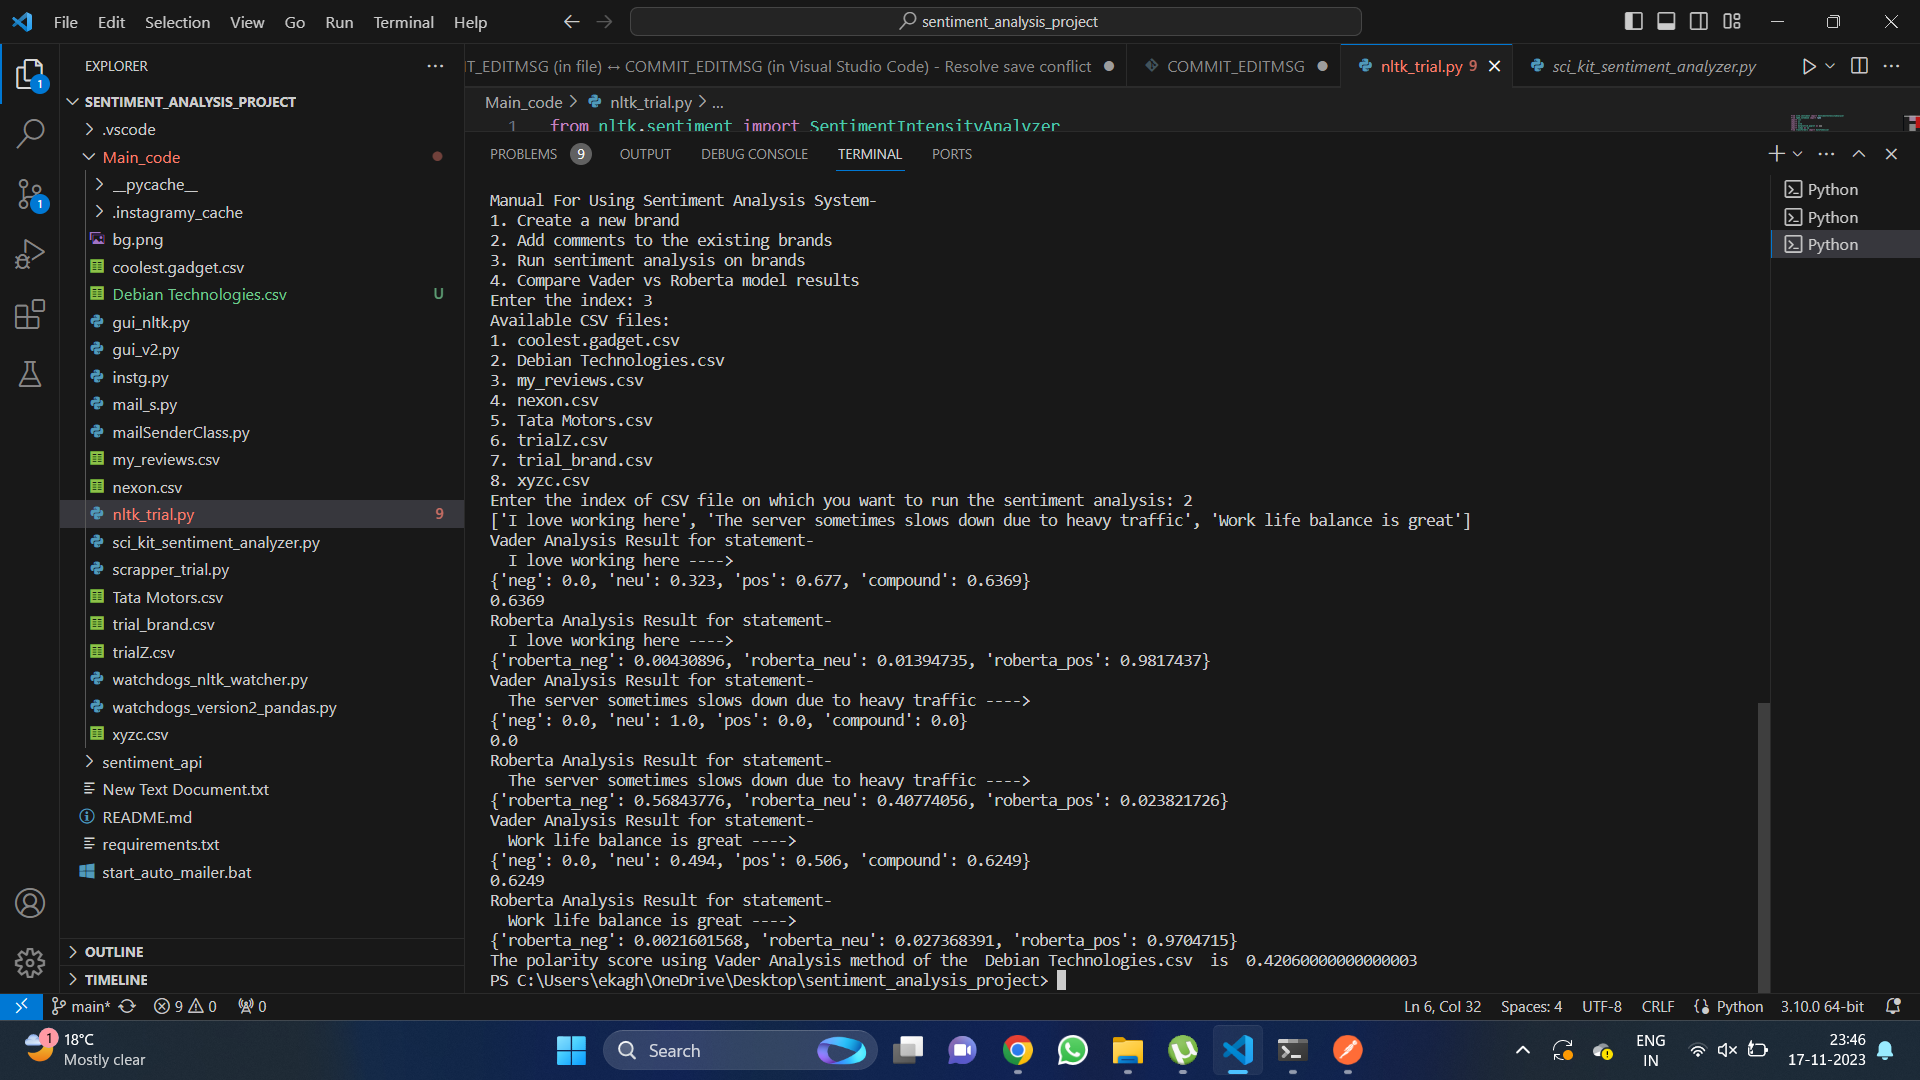 File Edit Selection View Go Run Terminal Help
sentiment_analysis_project
EXPLORER
SENTIMENT_ANALYSIS_PROJECT
.vscode
Main_code
__pycache__
.instagramy_cache
bg.png
coolest.gadget.csv
Debian Technologies.csv U
gui_nltk.py
gui_v2.py
instg.py
mail_s.py
mailSenderClass.py
my_reviews.csv
nexon.csv
nltk_trial.py 9
sci_kit_sentiment_analyzer.py
scrapper_trial.py
Tata Motors.csv
trial_brand.csv
trialZ.csv
watchdogs_nltk_watcher.py
watchdogs_version2_pandas.py
xyzc.csv
sentiment_api
New Text Document.txt
README.md
requirements.txt
start_auto_mailer.bat
OUTLINE
TIMELINE
1
1
T_EDITMSG (in file) ↔ COMMIT_EDITMSG (in Visual Studio Code) - Resolve save conflict
COMMIT_EDITMSG
nltk_trial.py 9
sci_kit_sentiment_analyzer.py
Main_code > nltk_trial.py > ...
1 from nltk.sentiment import SentimentIntensityAnalyzer
PROBLEMS 9 OUTPUT DEBUG CONSOLE TERMINAL PORTS
Manual For Using Sentiment Analysis System-
1. Create a new brand
2. Add comments to the existing brands
3. Run sentiment analysis on brands
4. Compare Vader vs Roberta model results
Enter the index: 3
Available CSV files:
1. coolest.gadget.csv
2. Debian Technologies.csv
3. my_reviews.csv
4. nexon.csv
5. Tata Motors.csv
6. trialZ.csv
7. trial_brand.csv
8. xyzc.csv
Enter the index of CSV file on which you want to run the sentiment analysis: 2
['I love working here', 'The server sometimes slows down due to heavy traffic', 'Work life balance is great']
Vader Analysis Result for statement-
I love working here ---->
{'neg': 0.0, 'neu': 0.323, 'pos': 0.677, 'compound': 0.6369}
0.6369
Roberta Analysis Result for statement-
I love working here ---->
{'roberta_neg': 0.00430896, 'roberta_neu': 0.01394735, 'roberta_pos': 0.9817437}
Vader Analysis Result for statement-
The server sometimes slows down due to heavy traffic ---->
{'neg': 0.0, 'neu': 1.0, 'pos': 0.0, 'compound': 0.0}
0.0
Roberta Analysis Result for statement-
The server sometimes slows down due to heavy traffic ---->
{'roberta_neg': 0.56843776, 'roberta_neu': 0.40774056, 'roberta_pos': 0.023821726}
Vader Analysis Result for statement-
Work life balance is great ---->
{'neg': 0.0, 'neu': 0.494, 'pos': 0.506, 'compound': 0.6249}
0.6249
Roberta Analysis Result for statement-
Work life balance is great ---->
{'roberta_neg': 0.0021601568, 'roberta_neu': 0.027368391, 'roberta_pos': 0.9704715}
The polarity score using Vader Analysis method of the  Debian Technologies.csv  is  0.42060000000000003
PS C:\Users\ekagh\OneDrive\Desktop\sentiment_analysis_project>
Python
Python
Python
main* 9 0 0
Ln 6, Col 32 Spaces: 4 UTF-8 CRLF Python 3.10.0 64-bit
1 18°C
Mostly clear
Search
ENG
IN
23:46
17-11-2023